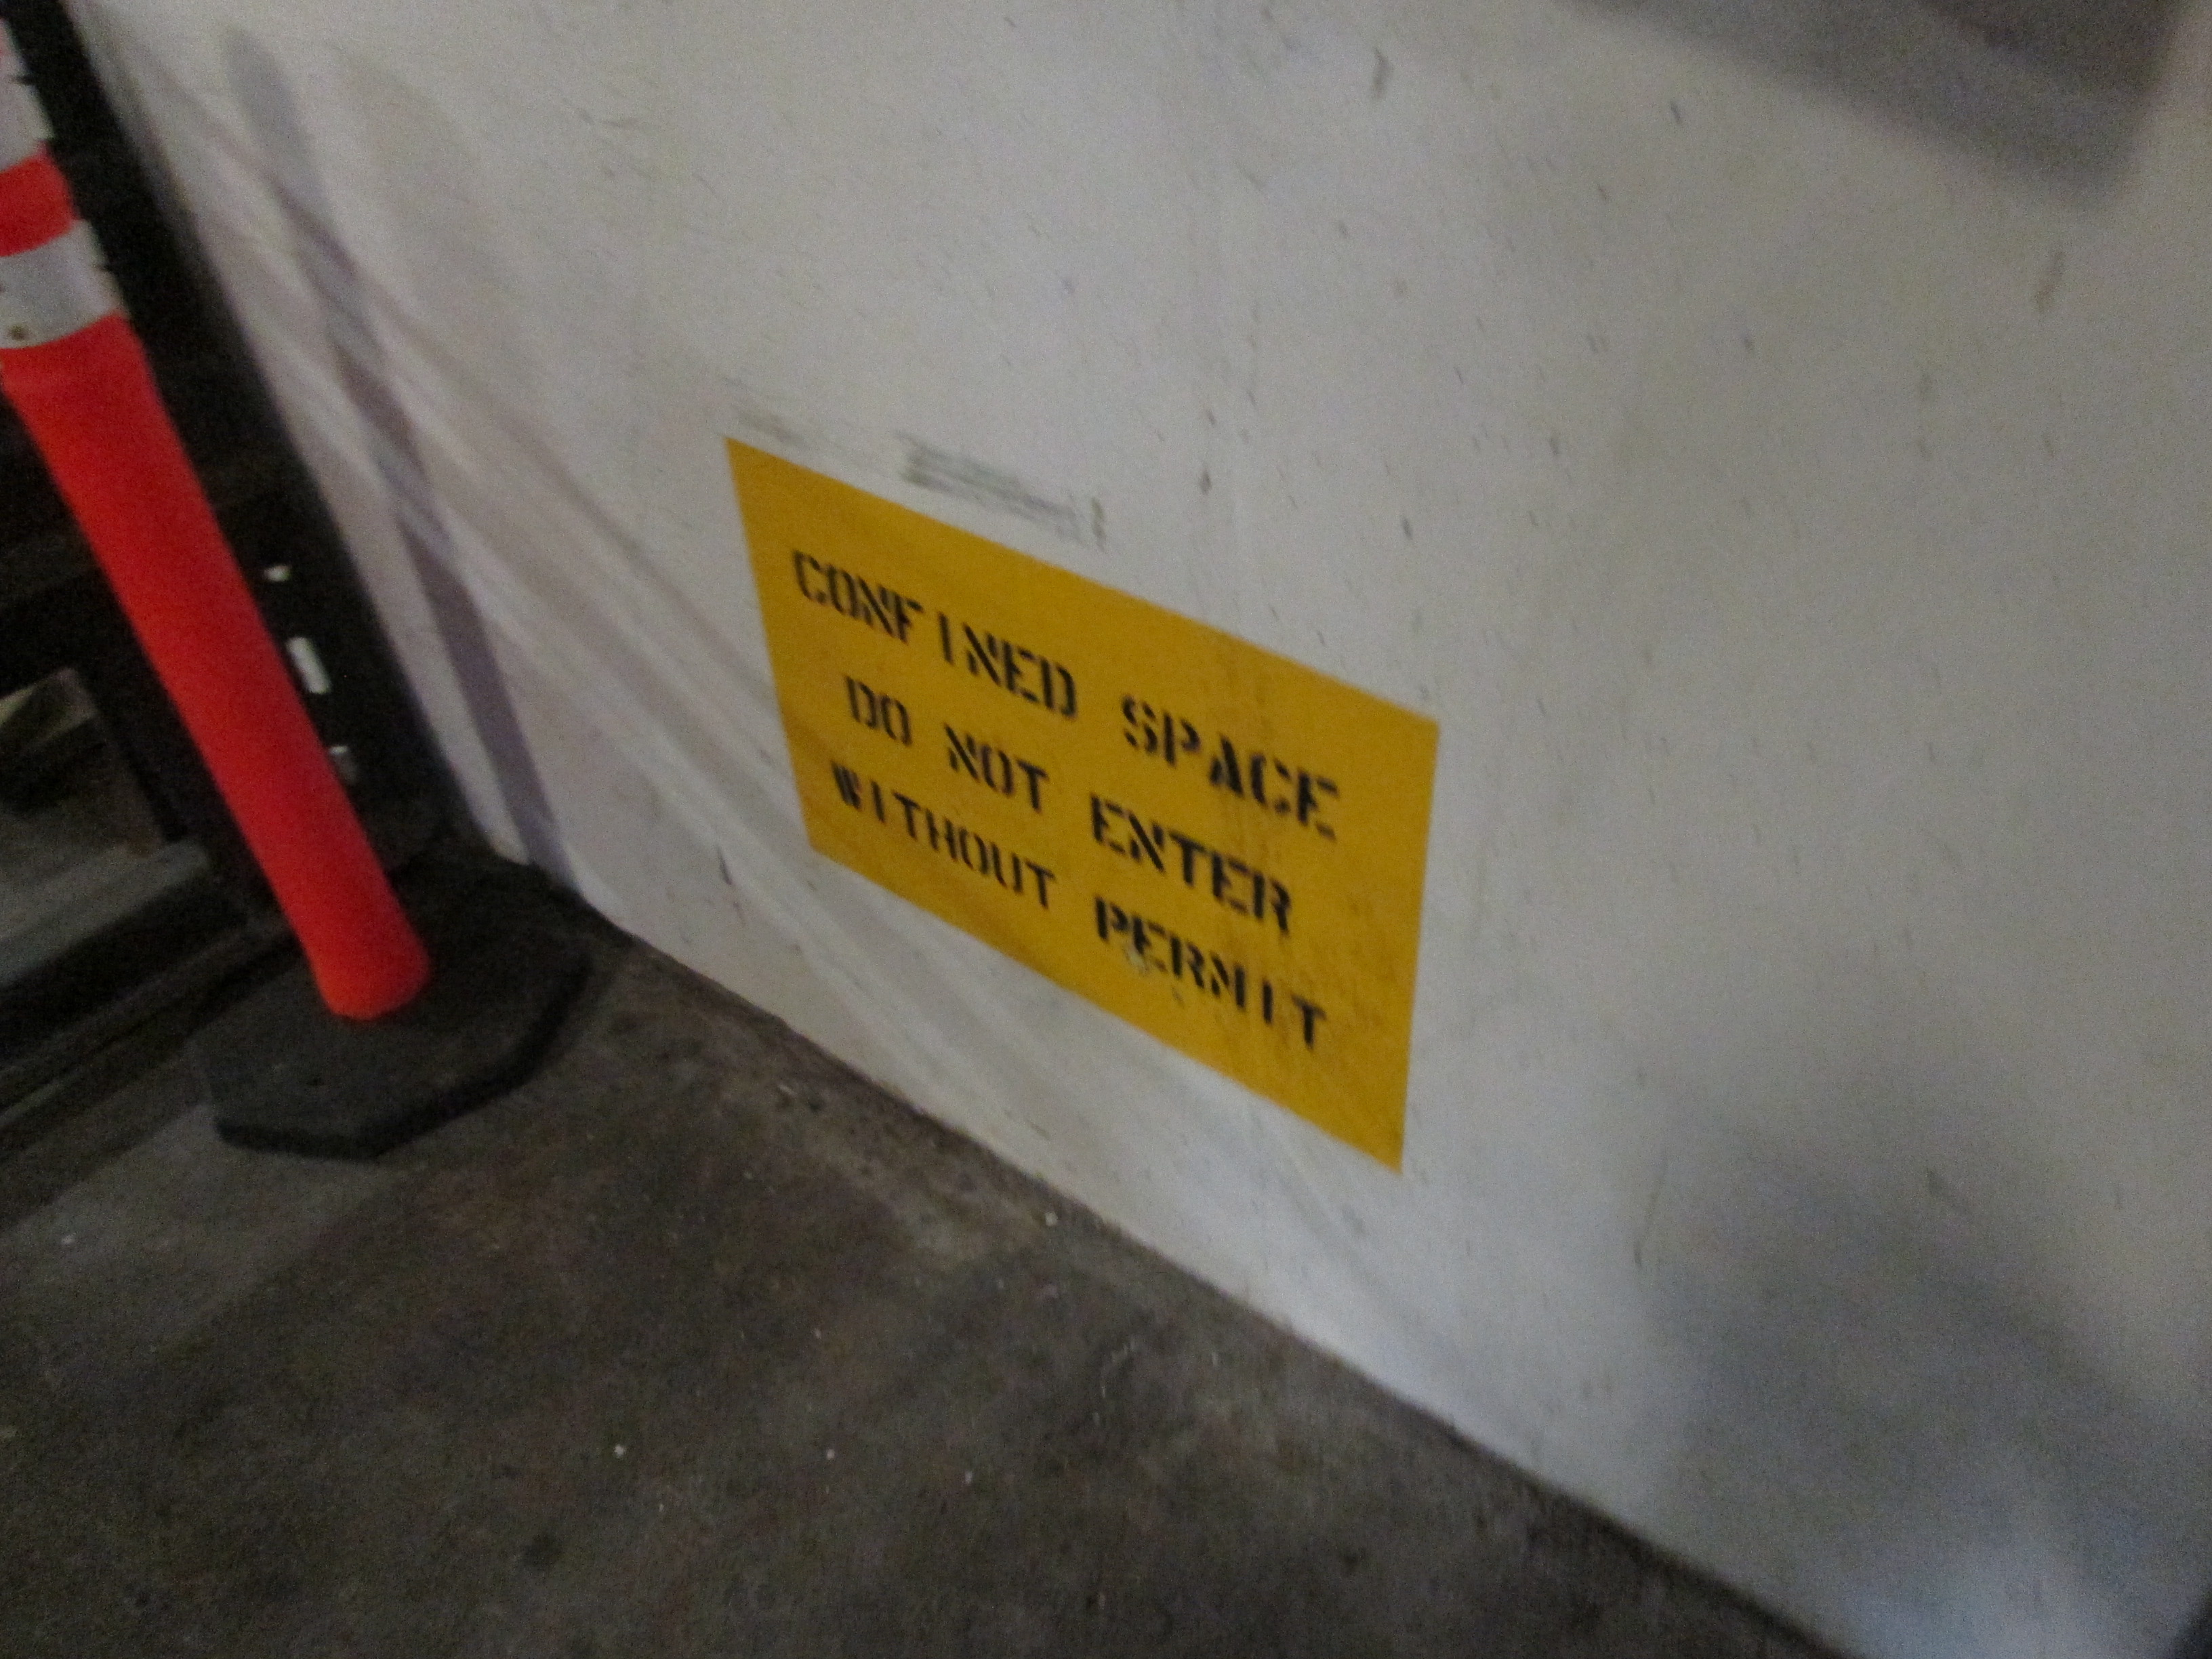 CONFINED SPACE
DO NOT ENTER
WITHOUT PERMIT